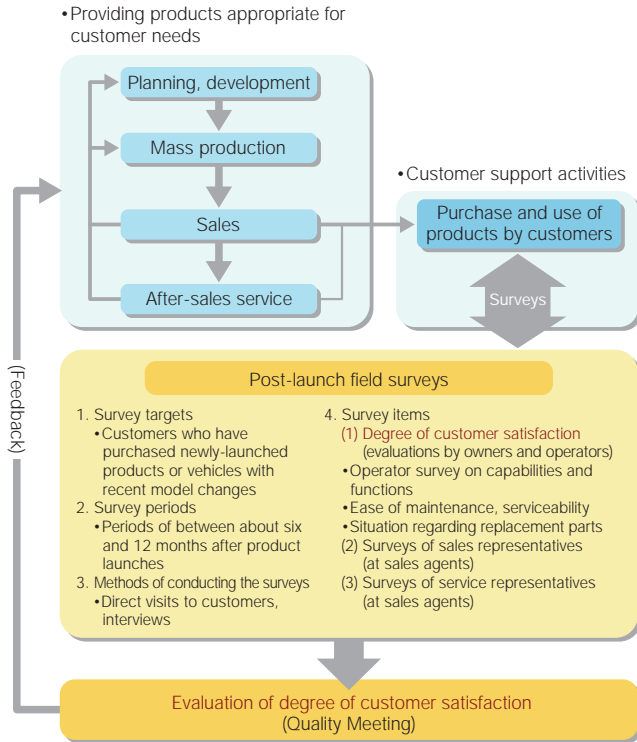 •Providing products appropriate for
customer needs
Planning, development
Mass production
Sales
After-sales service
•Customer support activities
Purchase and use of
products by customers
Surveys
(Feedback)
Post-launch field surveys
1. Survey targets
•Customers who have
purchased newly-launched
products or vehicles with
recent model changes
2. Survey periods
•Periods of between about six
and 12 months after product
launches
3. Methods of conducting the surveys
•Direct visits to customers,
interviews
4. Survey items
(1) Degree of customer satisfaction
(evaluations by owners and operators)
•Operator survey on capabilities and
functions
•Ease of maintenance, serviceability
•Situation regarding replacement parts
(2) Surveys of sales representatives
(at sales agents)
(3) Surveys of service representatives
(at sales agents)
Evaluation of degree of customer satisfaction
(Quality Meeting)